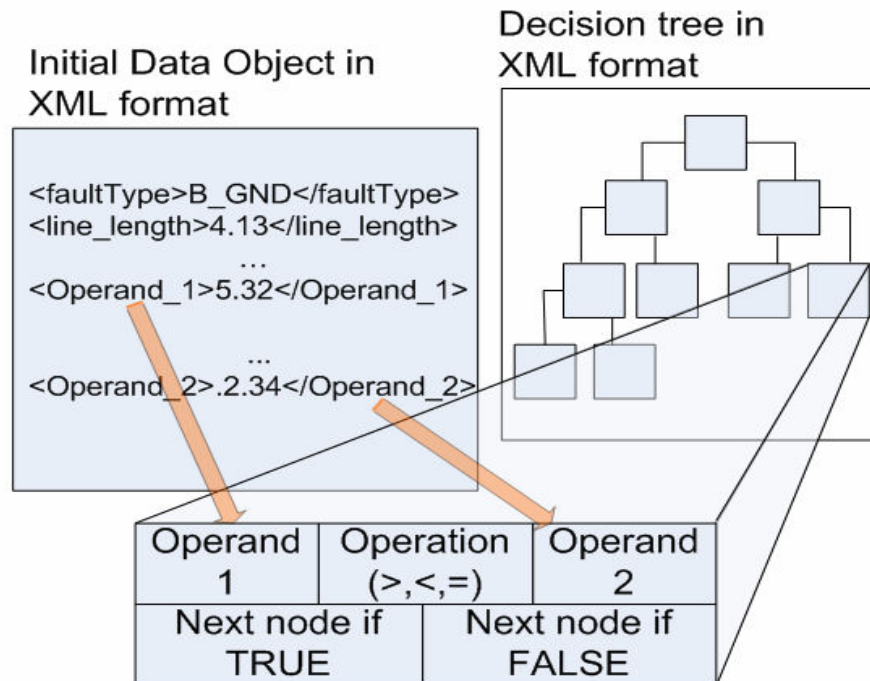 Initial Data Object in
XML format
<faultType>B_GND</faultType>
<line_length>4.13</line_length>
...
<Operand_1>5.32</Operand_1>
...
<Operand_2>.2.34</Operand_2>
Decision tree in
XML format
Operand
1
Operation
(>,<,=)
Operand
2
Next node if
TRUE
Next node if
FALSE